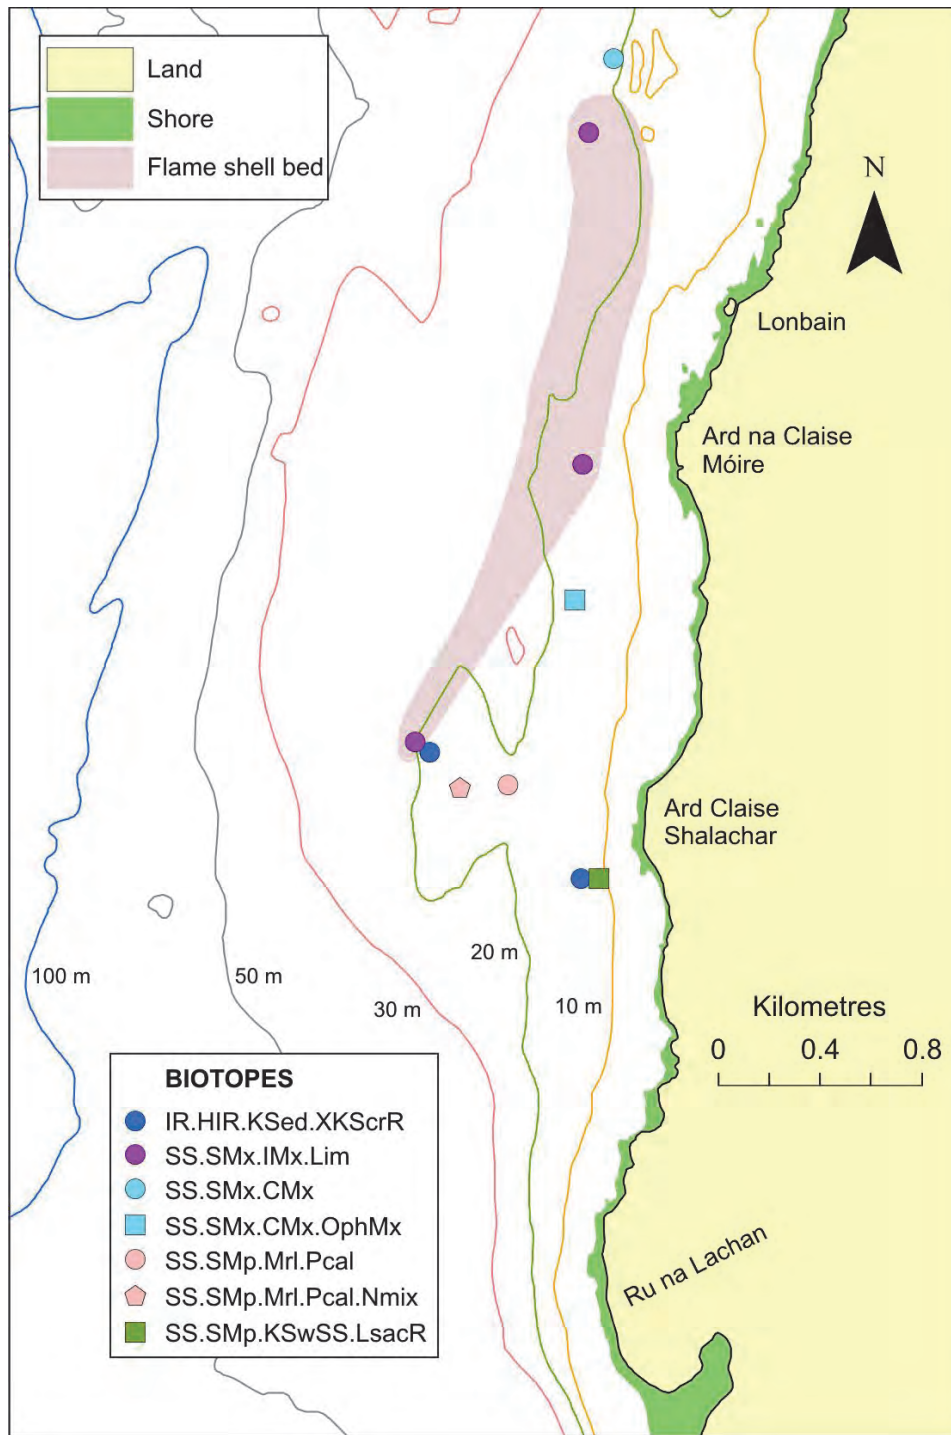 Land
Shore
Flame shell bed
N
Lonbain
Ard na Claise
Móire
Ard Claise
Shalachar
100 m
50 m
30 m
20 m
10 m
Kilometres
0 0.4 0.8
BIOTOPES
IR.HIR.KSed.XKScrR
SS.SMx.IMx.Lim
SS.SMx.CMx
SS.SMx.CMx.OphMx
SS.SMp.Mrl.Pcal
SS.SMp.Mrl.Pcal.Nmix
SS.SMp.KSwSS.LsacR
Ru na Lachan